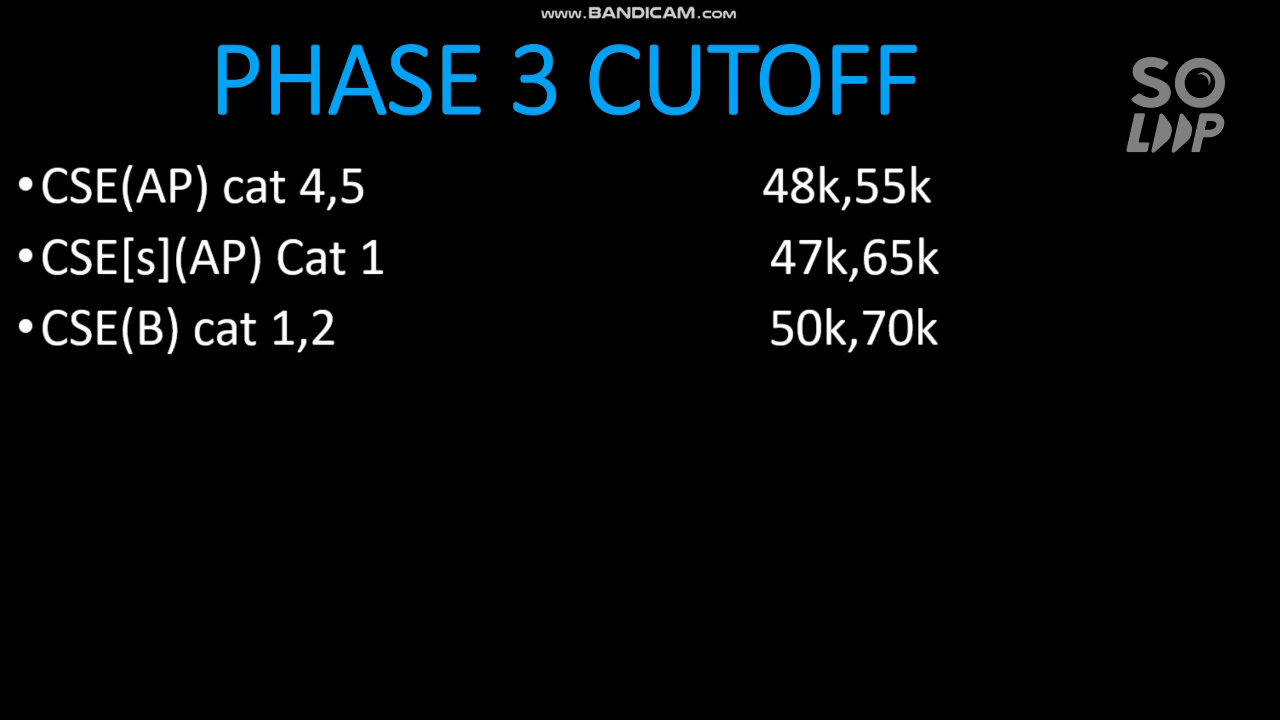 www.BANDICAM.com
PHASE 3 CUTOFF
SO
LOOP
•CSE(AP) cat 4,5 48k,55k
•CSE[s](AP) Cat 1 47k,65k
•CSE(B) cat 1,2 50k,70k